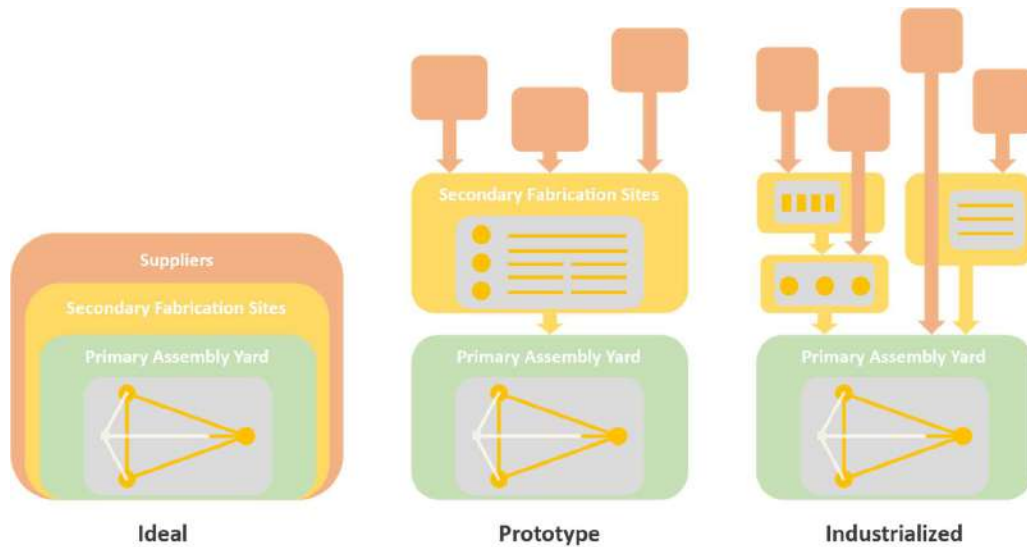 Suppliers
Secondary Fabrication Sites
Primary Assembly Yard
Ideal
Secondary Fabrication Sites
Primary Assembly Yard
Prototype
Primary Assembly Yard
Industrialized